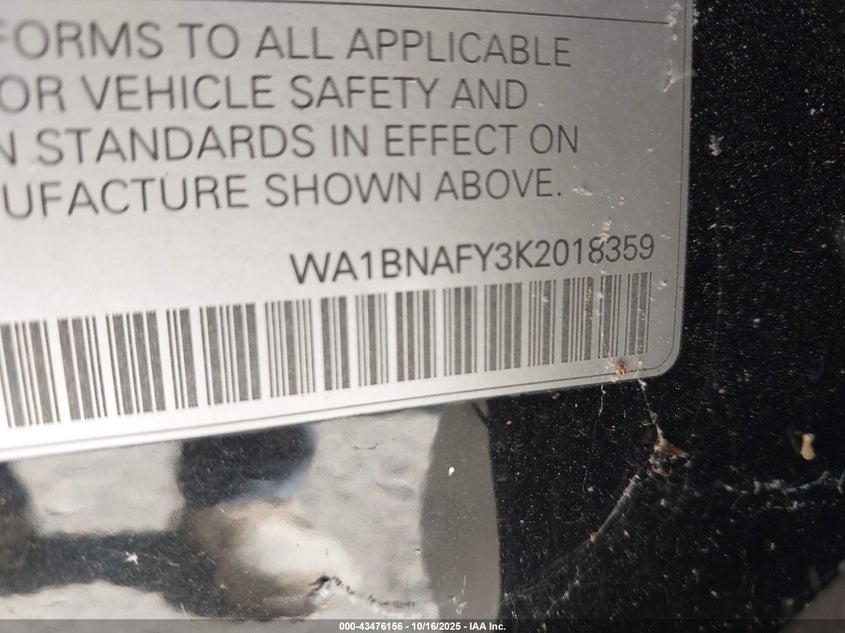 FORMS TO ALL APPLICABLE
OR VEHICLE SAFETY AND
N STANDARDS IN EFFECT ON
UFACTURE SHOWN ABOVE.
WA1BNAFY3K2018359
000-43476156 - 10/16/2025 - IAA Inc.